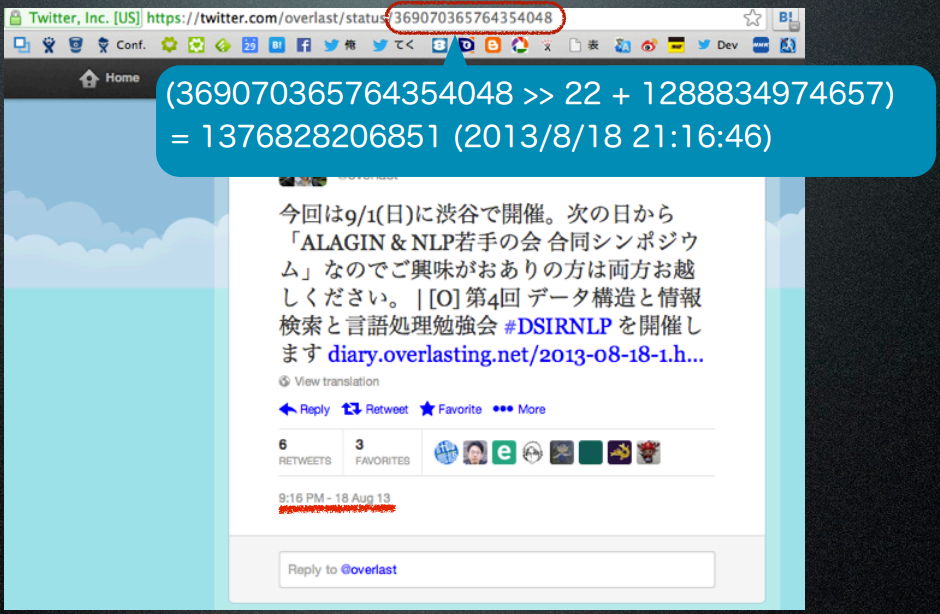 Twitter, Inc. [US] https://twitter.com/overlast/status/369070365764354048
B!
Conf.
29
B!
俺
てく
表
Dev
Home
(369070365764354048 >> 22 + 1288834974657)
= 1376828206851 (2013/8/18 21:16:46)
今回は9/1(日)に渋谷で開催。次の日から
「ALAGIN & NLP若手の会 合同シンポジウ
ム」なのでご興味がおありの方は両方お越
しください。 | [O] 第4回 データ構造と情報
検索と言語処理勉強会 #DSIRNLP を開催し
ます diary.overlasting.net/2013-08-18-1.h...
View translation
Reply Retweet Favorite More
6
RETWEETS
3
FAVORITES
9:16 PM - 18 Aug 13
Reply to @overlast